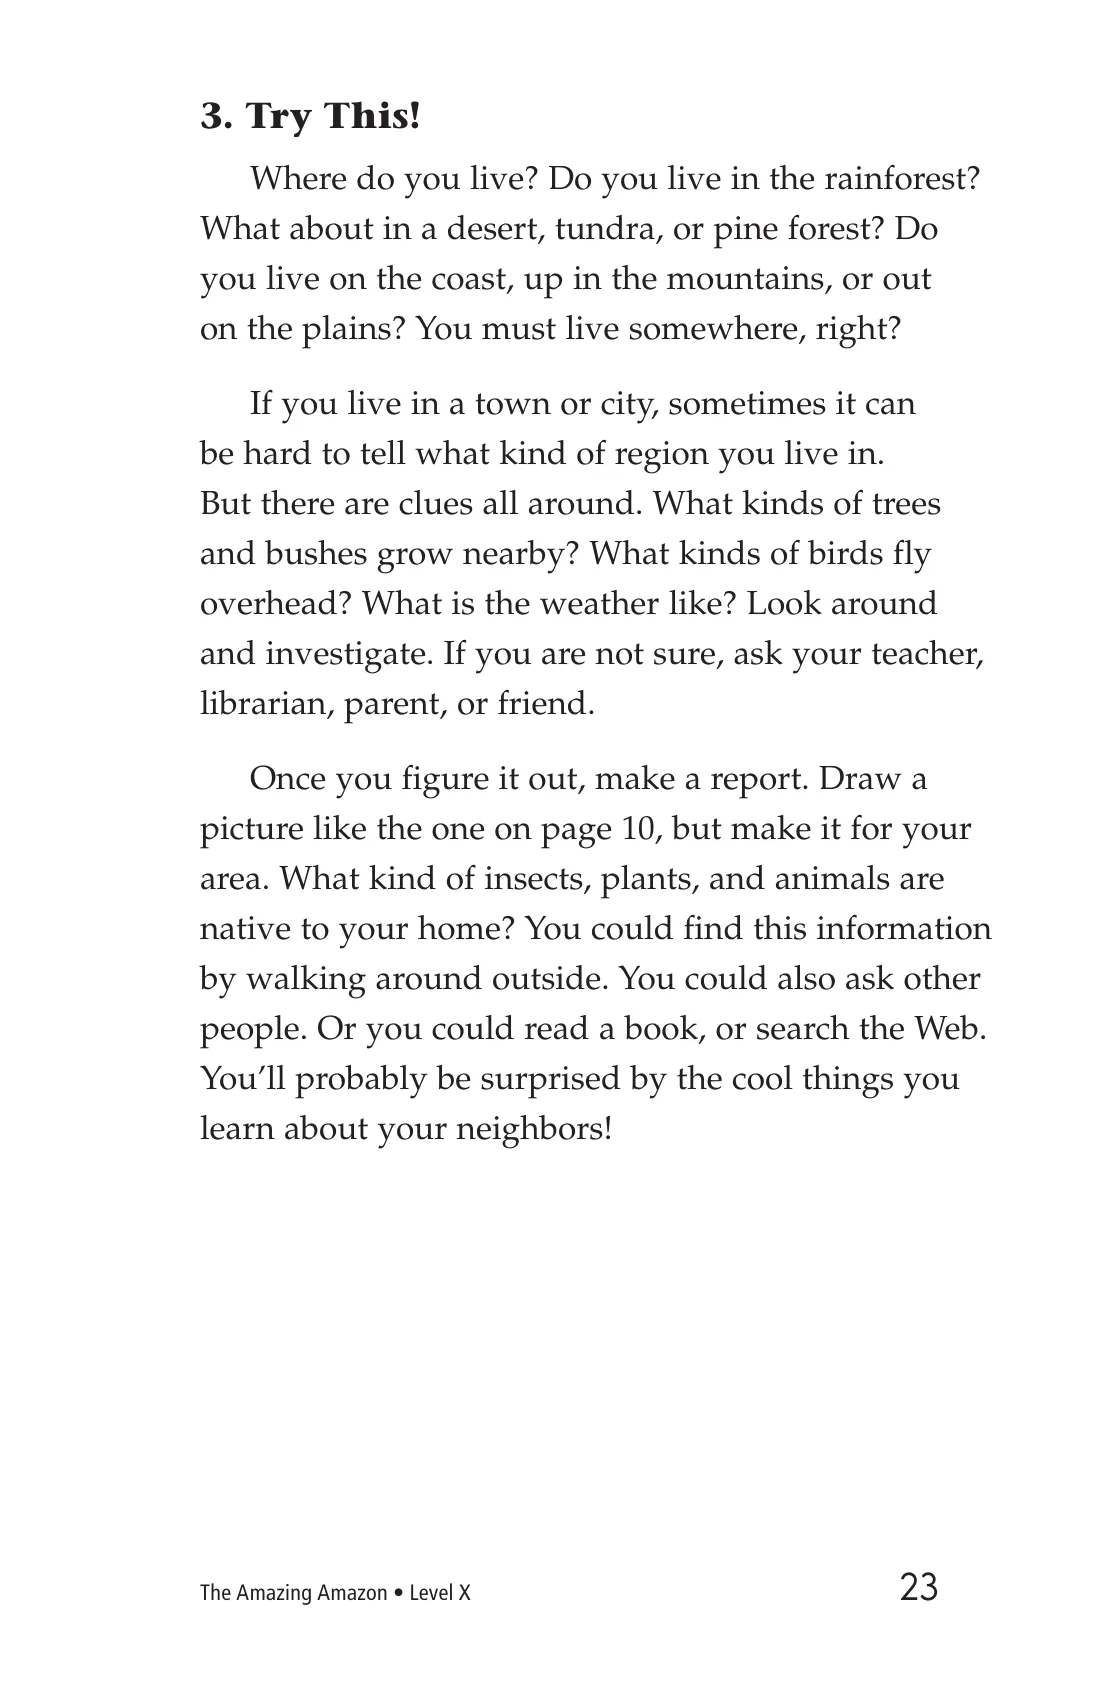 3. Try This!
Where do you live? Do you live in the rainforest?
What about in a desert, tundra, or pine forest? Do
you live on the coast, up in the mountains, or out
on the plains? You must live somewhere, right?
If you live in a town or city, sometimes it can
be hard to tell what kind of region you live in.
But there are clues all around. What kinds of trees
and bushes grow nearby? What kinds of birds fly
overhead? What is the weather like? Look around
and investigate. If you are not sure, ask your teacher,
librarian, parent, or friend.
Once you figure it out, make a report. Draw a
picture like the one on page 10, but make it for your
area. What kind of insects, plants, and animals are
native to your home? You could find this information
by walking around outside. You could also ask other
people. Or you could read a book, or search the Web.
You’ll probably be surprised by the cool things you
learn about your neighbors!
The Amazing Amazon • Level X
23